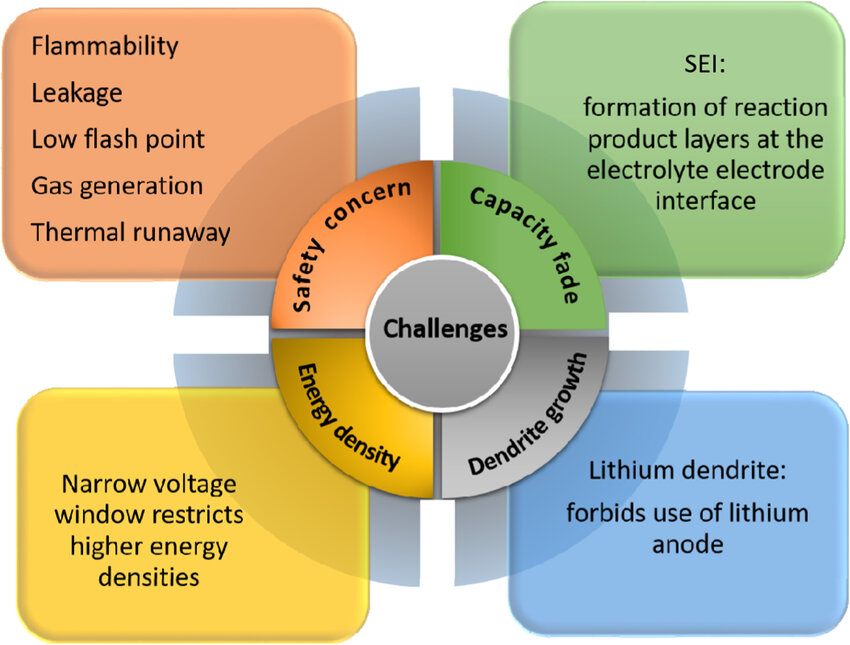 Flammability
Leakage
Low flash point
Gas generation
Thermal runaway
SEI:
formation of reaction
product layers at the
electrolyte electrode
interface
Safety concern
Capacity fade
Challenges
Energy density
Dendrite growth
Narrow voltage
window restricts
higher energy
densities
Lithium dendrite:
forbids use of lithium
anode